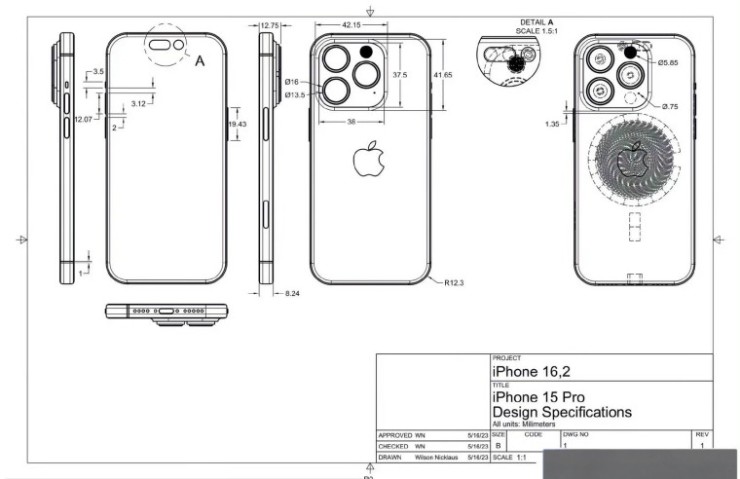 DETAIL A
SCALE 1.5:1
12.75
42.15
A
3.5
3.12
12.07
2
19.43
Ø16
Ø13.5
37.5
41.65
38
Ø5.85
Ø.75
1.35
1
8.24
R12.3
PROJECT
iPhone 16,2
TITLE
iPhone 15 Pro
Design Specifications
All units: Milimeters
APPROVED WN 5/16/23 SIZE CODE DWG NO REV
CHECKED WN 5/16/23 B 1 1
DRAWN Wilson Nicklaus 5/16/23 SCALE 1:1